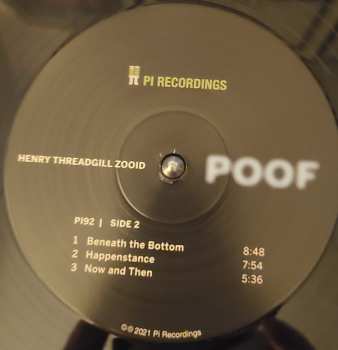 PI RECORDINGS
HENRY THREADGILL ZOOID
POOF
PI92 | SIDE 2
1 Beneath the Bottom 8:48
2 Happenstance 7:54
3 Now and Then 5:36
℗ © 2021 Pi Recordings